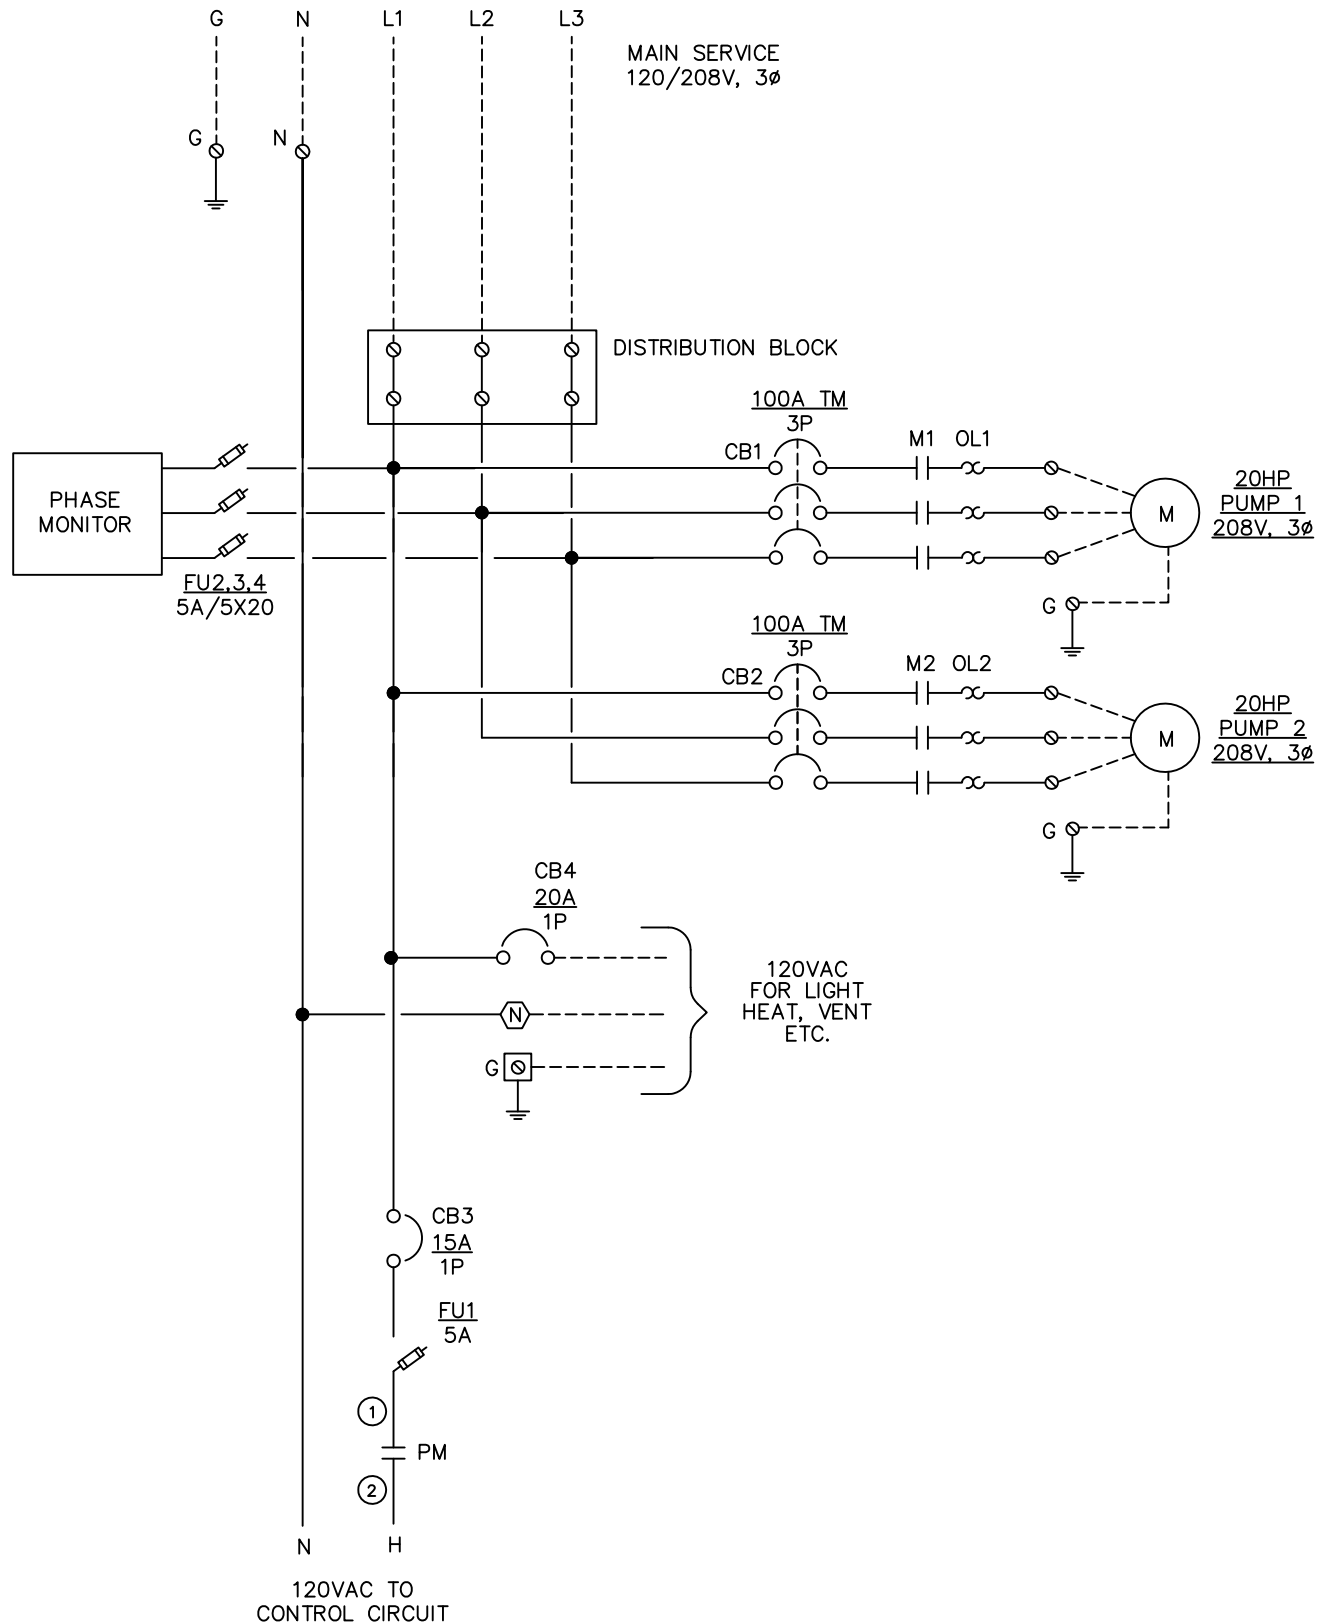 G N L1 L2 L3
MAIN SERVICE
120/208V, 3ø
G N
DISTRIBUTION BLOCK
100A TM
3P
CB1 M1 OL1
PHASE
MONITOR
20HP
PUMP 1
208V, 3ø
M
FU2,3,4
5A/5X20
G
100A TM
3P
CB2 M2 OL2
20HP
PUMP 2
208V, 3ø
M
G
CB4
20A
1P
120VAC
FOR LIGHT
HEAT, VENT
ETC.
N
G
CB3
15A
1P
FU1
5A
1
PM
2
N H
120VAC TO
CONTROL CIRCUIT